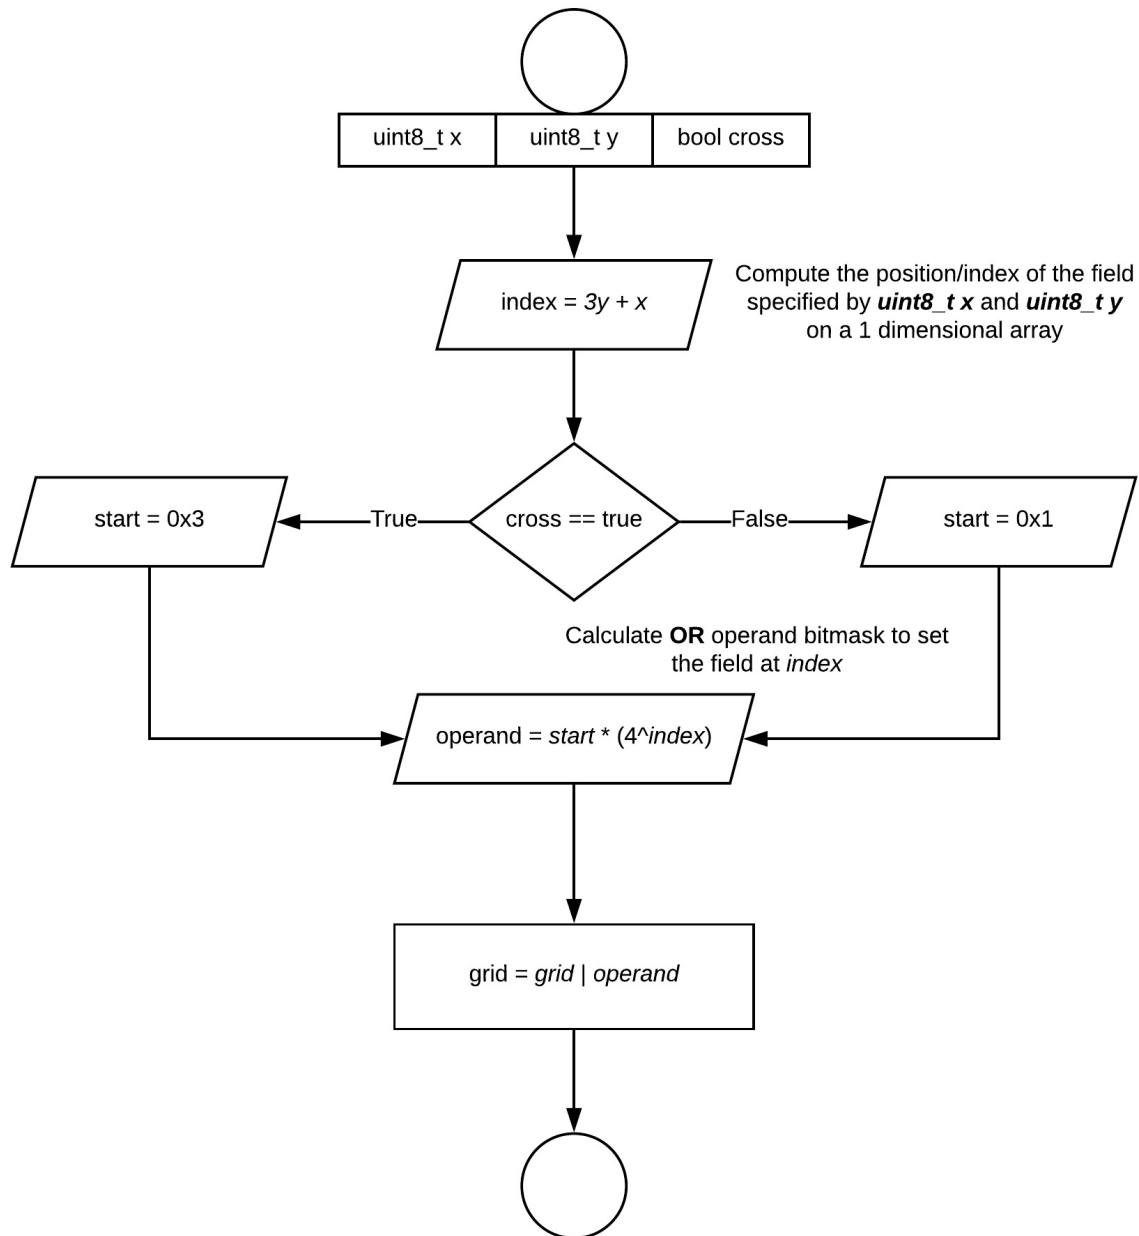 uint8_t x
uint8_t y
bool cross
index = 3y + x
Compute the position/index of the field
specified by uint8_t x and uint8_t y
on a 1 dimensional array
start = 0x3
True
cross == true
False
start = 0x1
Calculate OR operand bitmask to set
the field at index
operand = start * (4^index)
grid = grid | operand